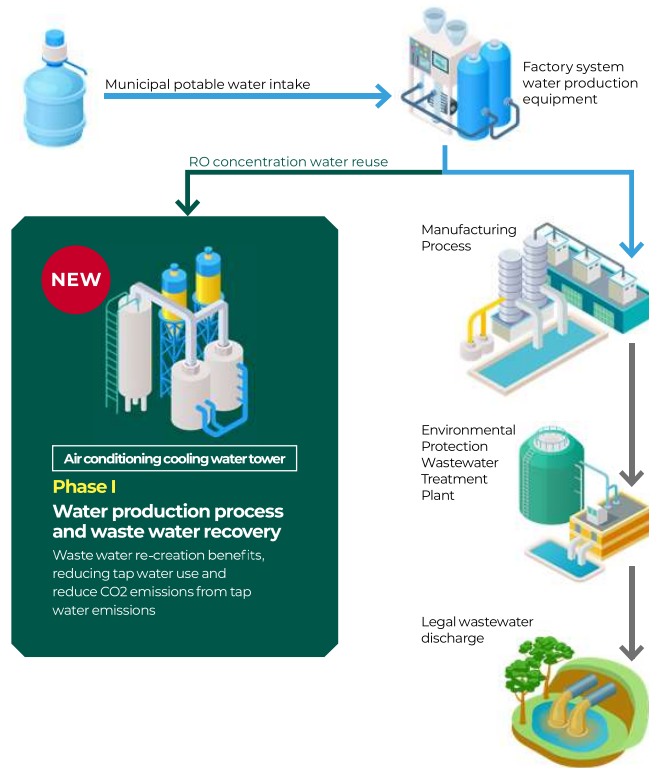 Municipal potable water intake
Factory system
water production
equipment
RO concentration water reuse
NEW
Air conditioning cooling water tower
Phase I
Water production process
and waste water recovery
Waste water re-creation benefits,
reducing tap water use and
reduce CO2 emissions from tap
water emissions
Manufacturing
Process
Environmental
Protection
Wastewater
Treatment
Plant
Legal wastewater
discharge